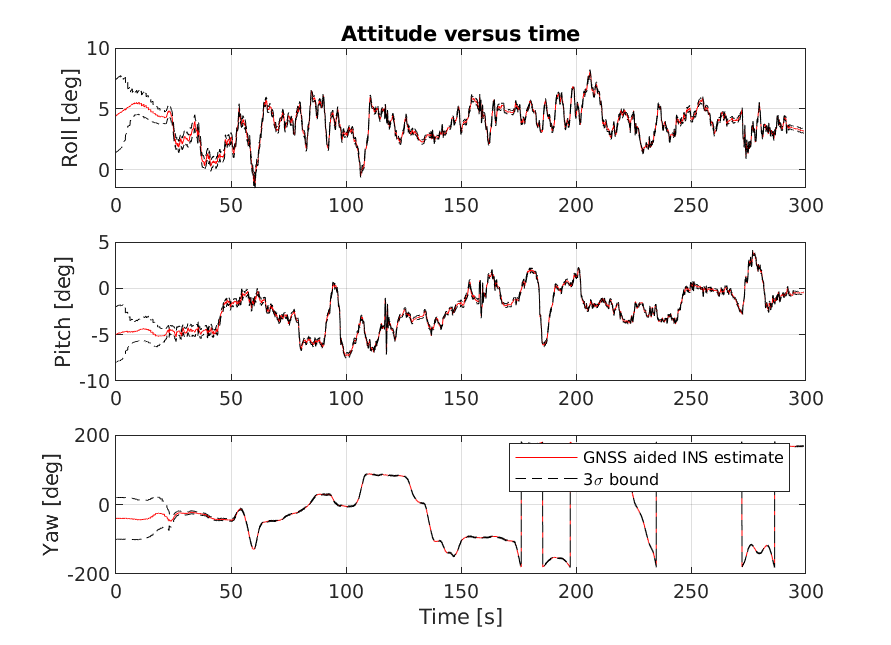 Attitude versus time
10
5
0
Roll [deg]
0 50 100 150 200 250 300
5
0
-5
-10
Pitch [deg]
0 50 100 150 200 250 300
200
0
-200
Yaw [deg]
GNSS aided INS estimate
3σ bound
0 50 100 150 200 250 300
Time [s]